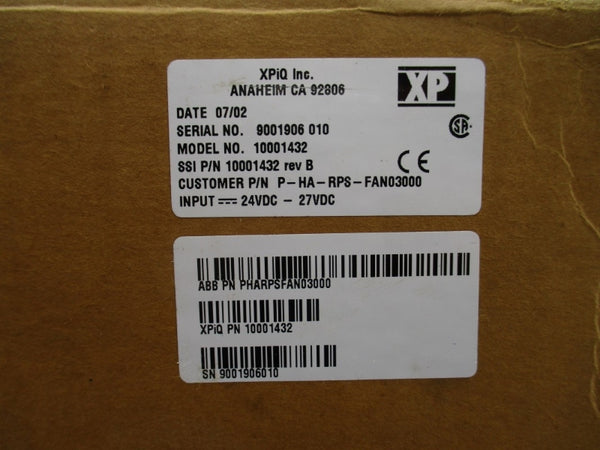 XPiQ Inc.
ANAHEIM CA 92806
XP
DATE 07/02
SERIAL NO. 9001906 010
MODEL NO. 10001432
SSI P/N 10001432 rev B
CUSTOMER P/N P-HA-RPS-FAN03000
INPUT ⎓ 24VDC - 27VDC
SA
CE
ABB PN PHARPSFAN03000
XPiQ PN 10001432
SN 9001906010